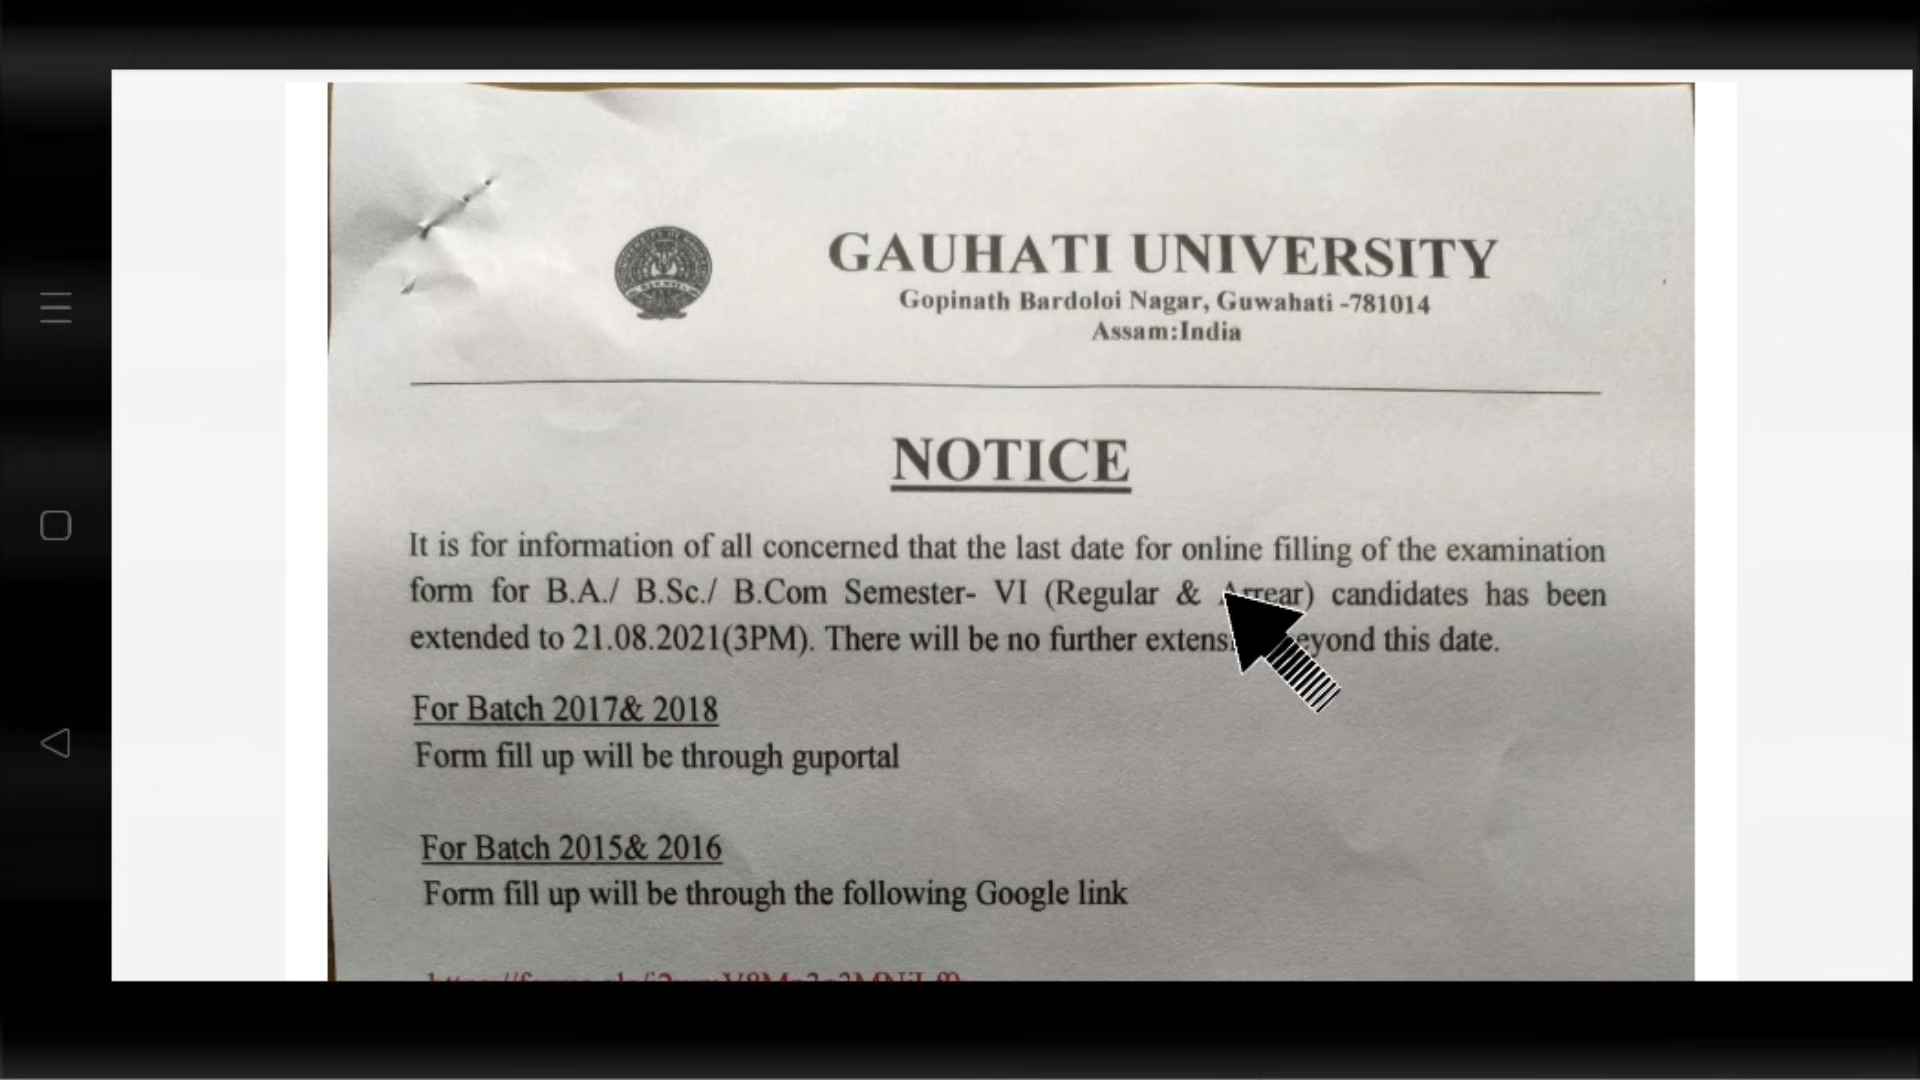 GAUHATI UNIVERSITY
Gopinath Bardoloi Nagar, Guwahati -781014
Assam:India
NOTICE
It is for information of all concerned that the last date for online filling of the examination
form for B.A./ B.Sc./ B.Com Semester- VI (Regular & Arrear) candidates has been
extended to 21.08.2021(3PM). There will be no further beyond this date.
For Batch 2017& 2018
Form fill up will be through guportal
For Batch 2015& 2016
Form fill up will be through the following Google link